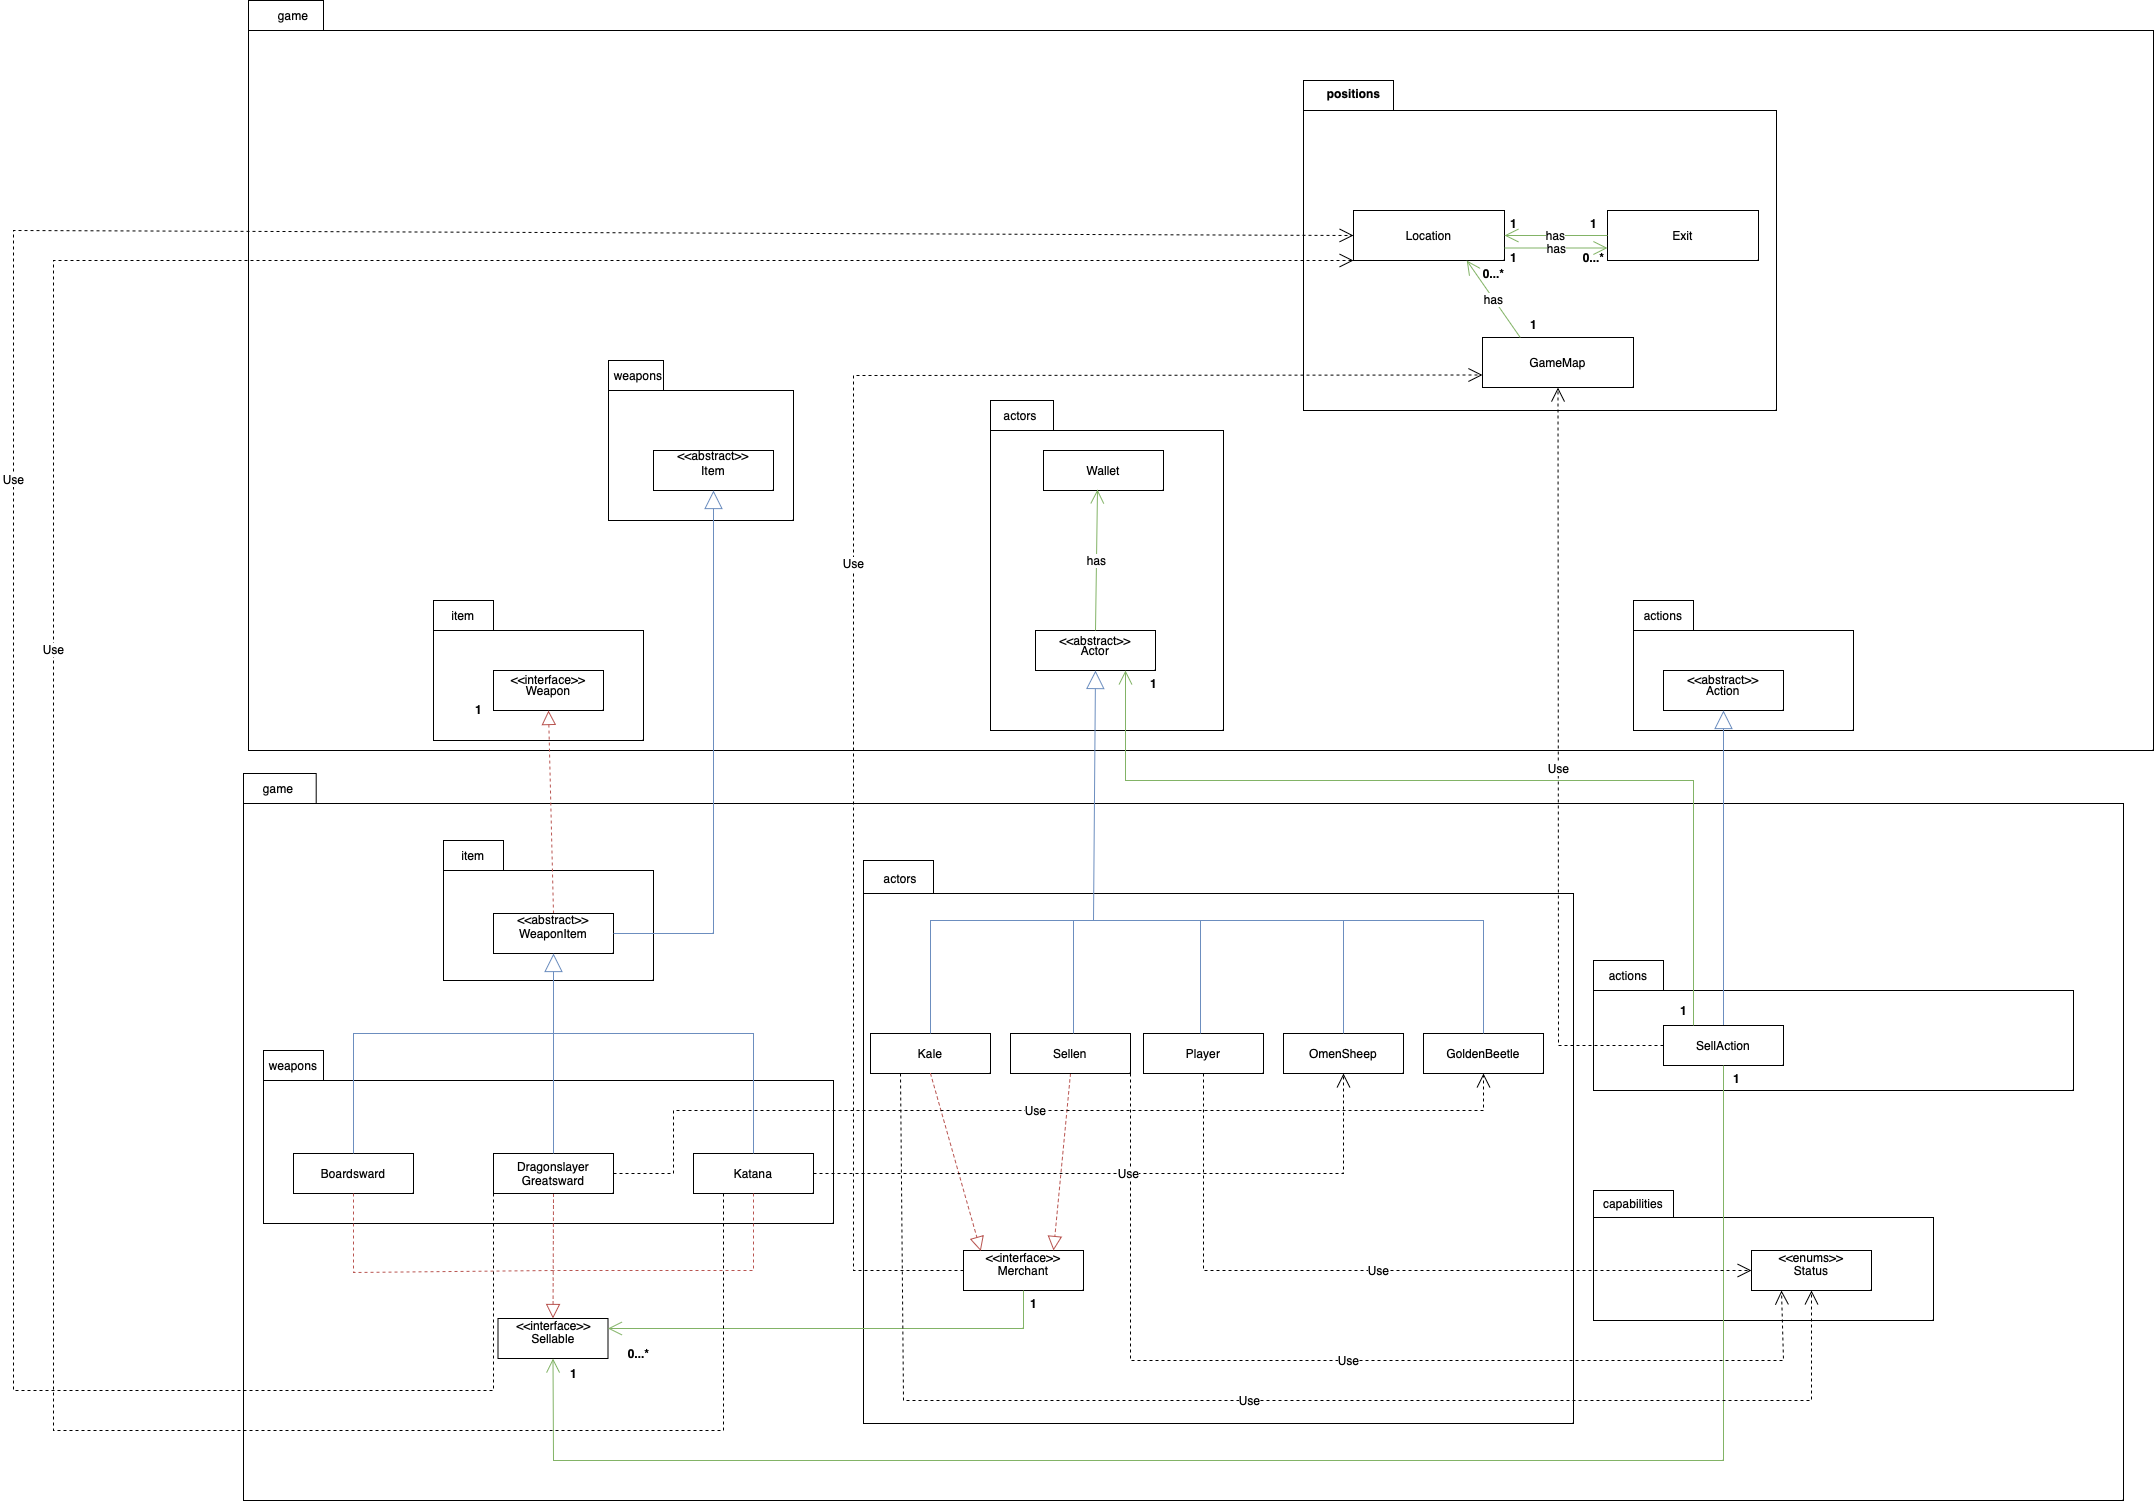 game
positions
Location
1
1
has
has
1
0...*
Exit
0...*
has
1
GameMap
weapons
<<abstract>>
Item
actors
Wallet
has
<<abstract>>
Actor
1
Use
Use
Use
item
<<interface>>
Weapon
1
actions
<<abstract>>
Action
Use
game
item
<<abstract>>
WeaponItem
actors
Kale
Sellen
Player
OmenSheep
GoldenBeetle
actions
1
SellAction
1
weapons
Boardsward
Dragonslayer
Greatsward
Katana
Use
Use
capabilities
<<enums>>
Status
<<interface>>
Merchant
1
Use
<<interface>>
Sellable
0...*
1
Use
Use